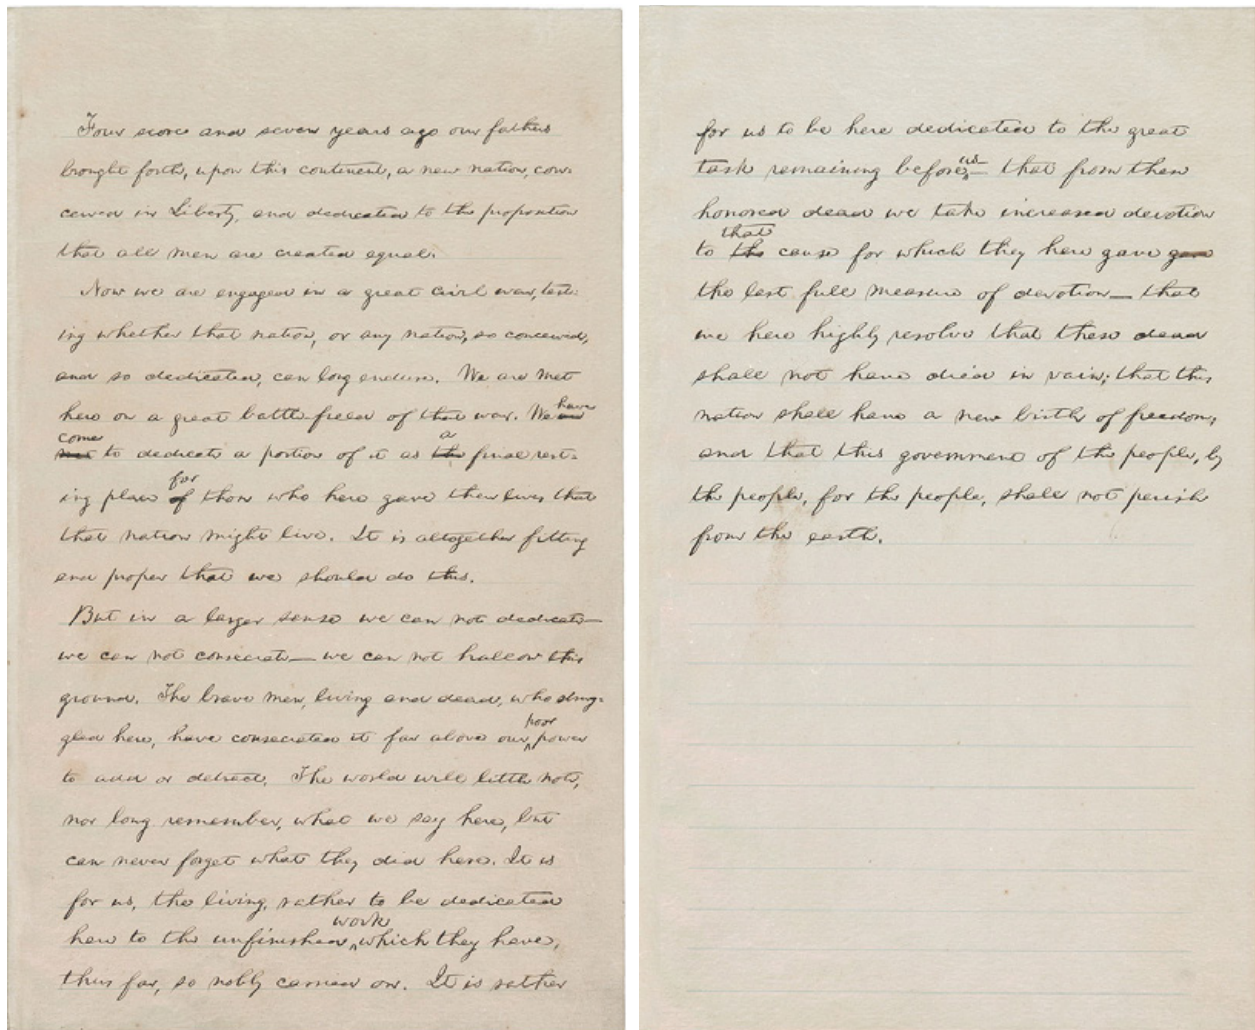 Four score and seven years ago our fathers
brought forth, upon this continent, a new nation, con-
ceived in Liberty, and dedicated to the proposition
that all men are created equal.
Now we are engaged in a great civil war, test-
ing whether that nation, or any nation, so conceived,
and so dedicated, can long endure. We are met
here on a great battle-field of that war. We have
come
met to dedicate a portion of it as the a final rest-
for
ing place of those who here gave their lives that
that nation might live. It is altogether fitting
and proper that we should do this.
But in a larger sense we can not dedicate—
we can not consecrate—we can not hallow this
ground. The brave men, living and dead, who strug-
poor
gled here, have consecrated it far above our power
to add or detract. The world will little note,
nor long remember, what we say here, but
can never forget what they did here. It is
for us, the living, rather to be dedicated
work
here to the unfinished which they have,
thus far, so nobly carried on. It is rather
for us to be here dedicated to the great
us
task remaining before — that from these
honored dead we take increased devotion
that
to the cause for which they here gave gave
the last full measure of devotion—that
we here highly resolve that these dead
shall not have died in vain; that this
nation shall have a new birth of freedom;
and that this government of the people, by
the people, for the people, shall not perish
from the earth.